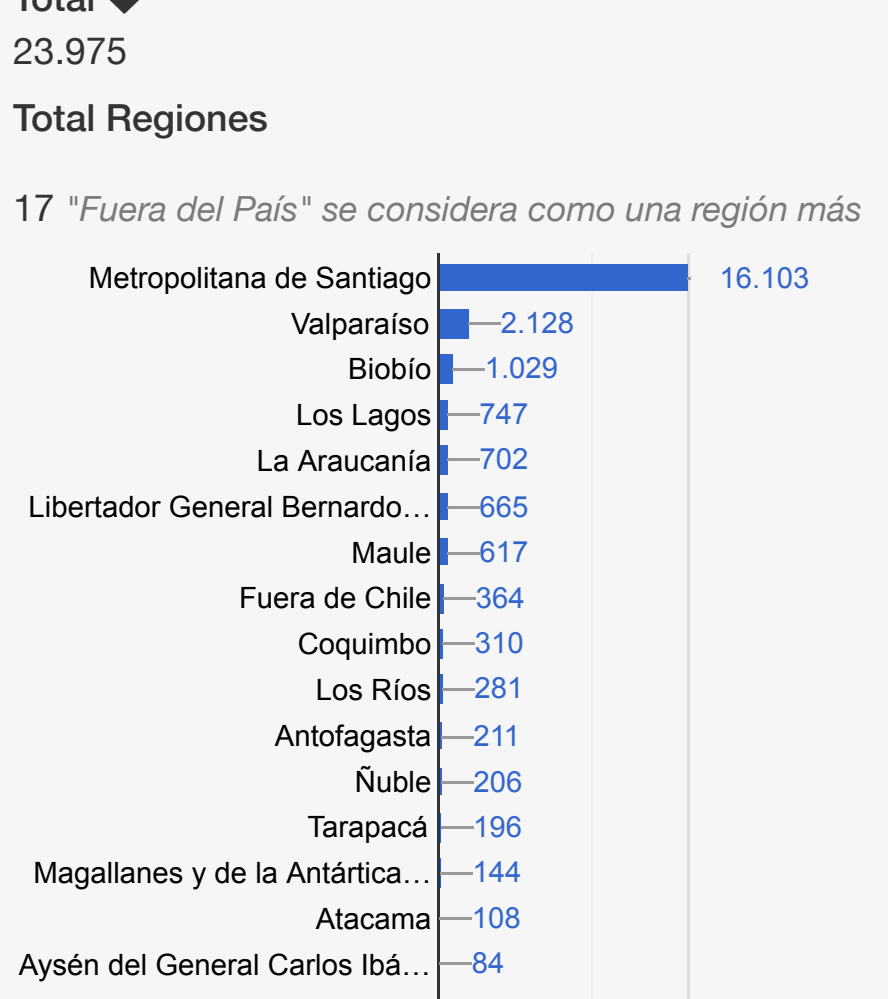 Total
23.975
Total Regiones
17 "Fuera del País" se considera como una región más
Metropolitana de Santiago 16.103
Valparaíso 2.128
Biobío 1.029
Los Lagos 747
La Araucanía 702
Libertador General Bernardo... 665
Maule 617
Fuera de Chile 364
Coquimbo 310
Los Ríos 281
Antofagasta 211
Ñuble 206
Tarapacá 196
Magallanes y de la Antártica... 144
Atacama 108
Aysén del General Carlos Ibá... 84